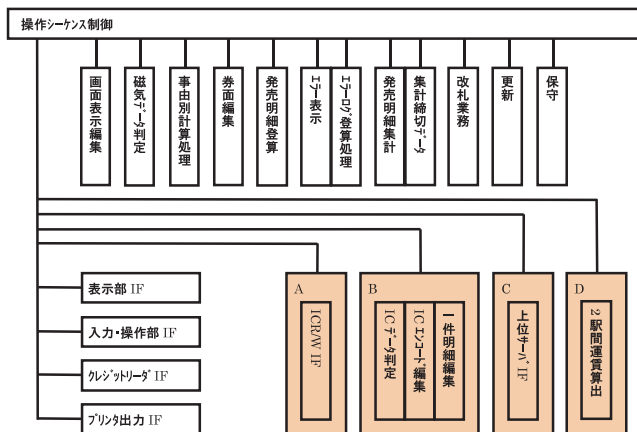 操作シーケンス制御
画面表示編集
磁気データ判定
事由別計算処理
券面編集
発売明細登算
エラー表示
エラーログ登算処理
発売明細集計
集計締切データ
改札業務
更新
保守
表示部 IF
入力・操作部 IF
クレジットリーダ IF
プリンタ出力 IF
A
ICR/W IF
B
ICデータ判定
ICエンコード編集
一件明細編集
C
上位サーバIF
D
2駅間運賃算出